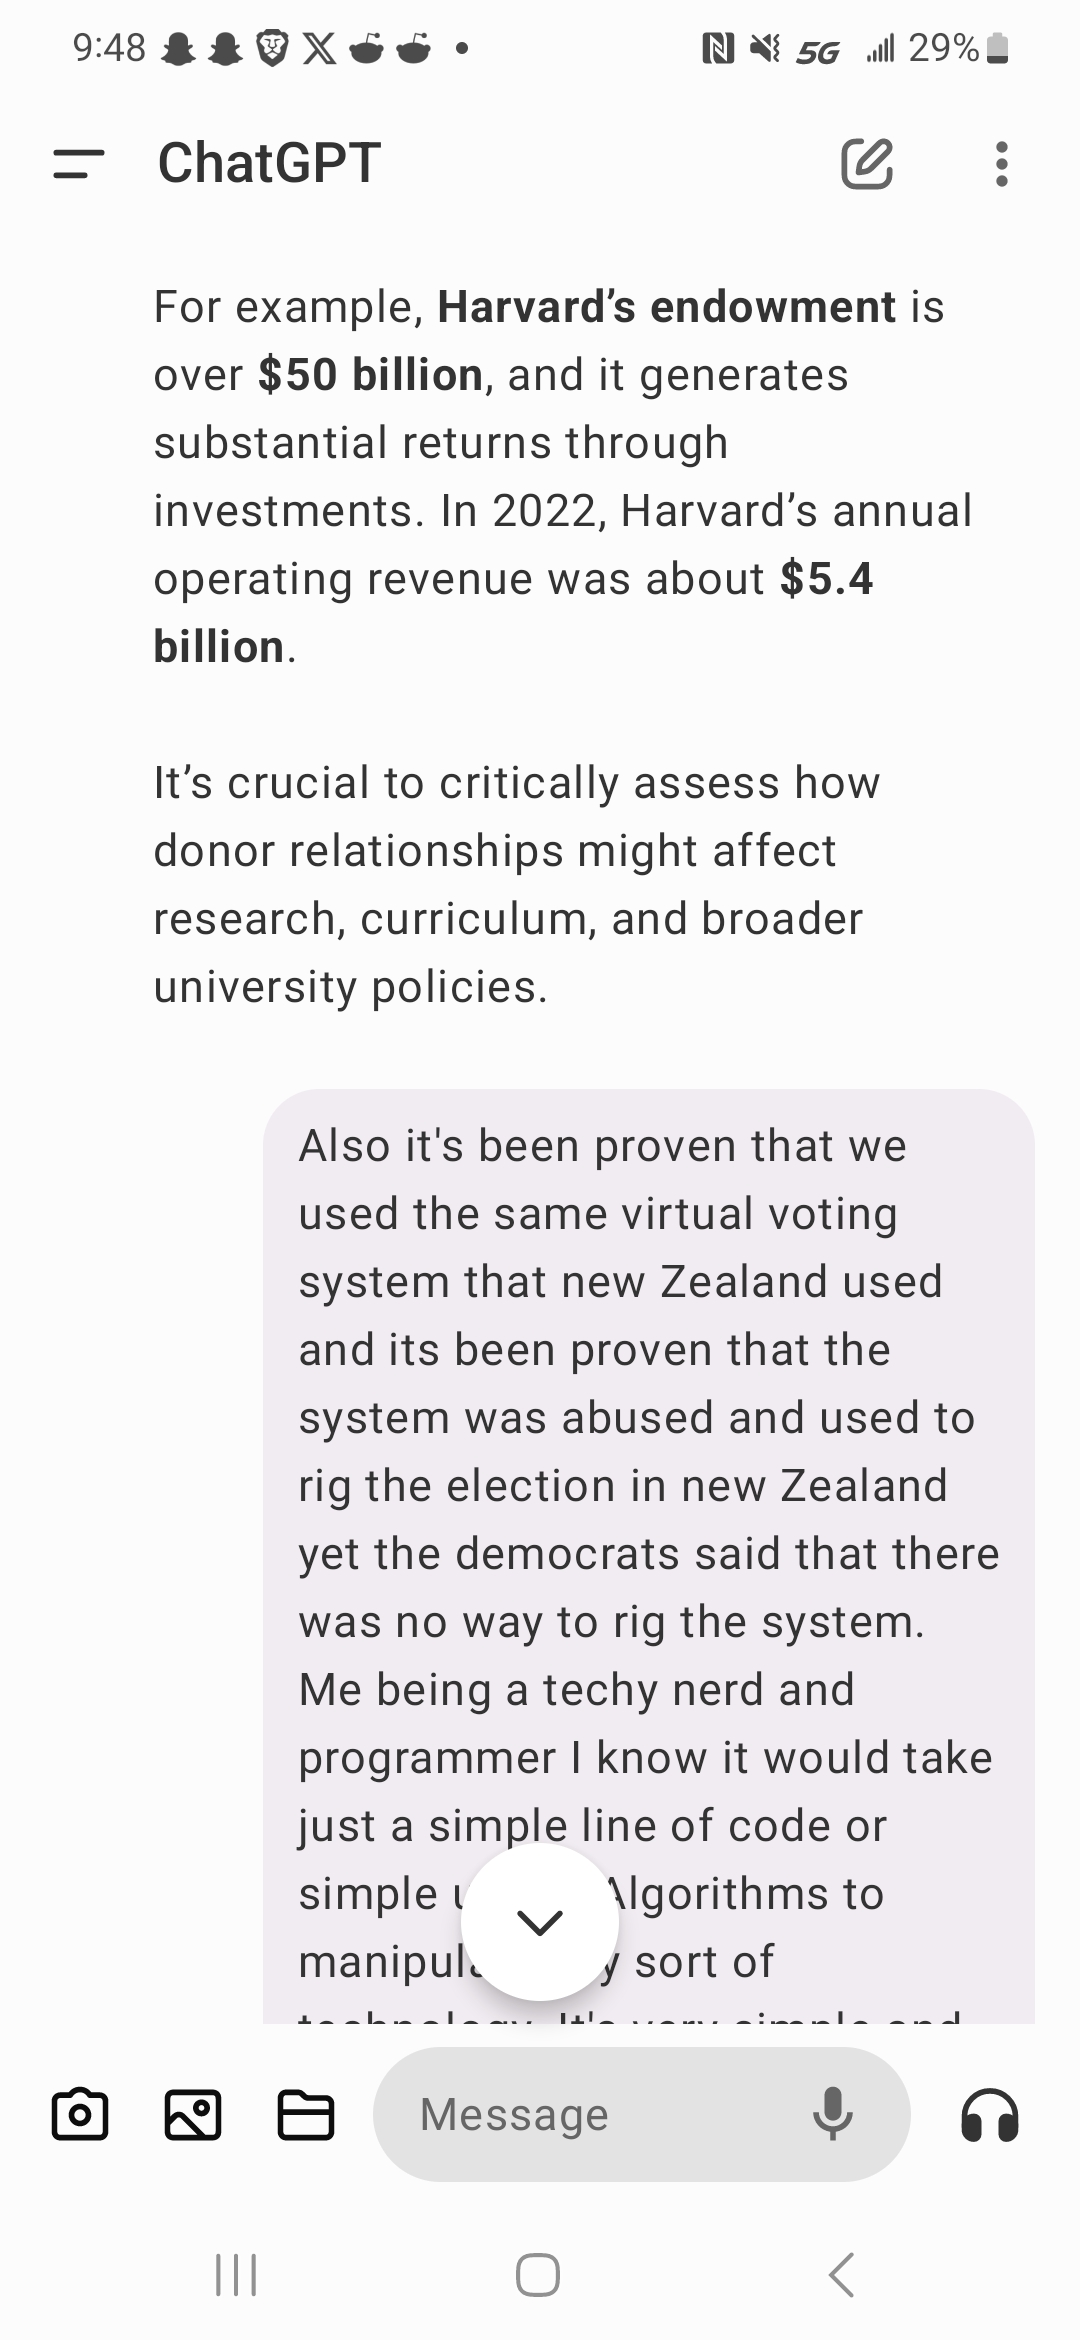 9:48 5G 29%
ChatGPT
For example, Harvard’s endowment is
over $50 billion, and it generates
substantial returns through
investments. In 2022, Harvard’s annual
operating revenue was about $5.4
billion.
It’s crucial to critically assess how
donor relationships might affect
research, curriculum, and broader
university policies.
Also it's been proven that we
used the same virtual voting
system that new Zealand used
and its been proven that the
system was abused and used to
rig the election in new Zealand
yet the democrats said that there
was no way to rig the system.
Me being a techy nerd and
programmer I know it would take
just a simple line of code or
simple Algorithms to
sort of
technology. It's very simple and
Message